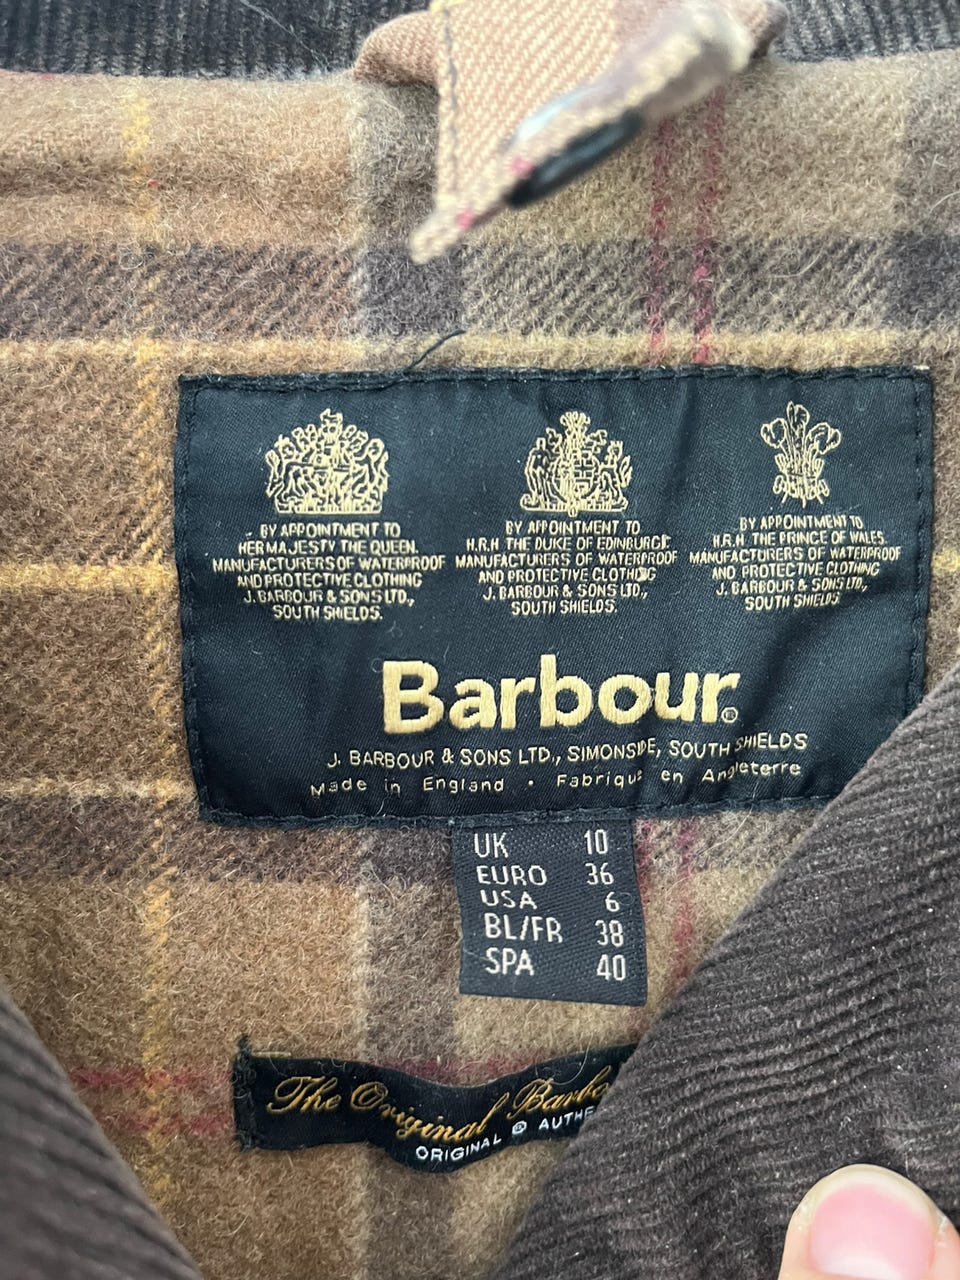 BY APPOINTMENT TO
HER MAJESTY THE QUEEN.
MANUFACTURERS OF WATERPROOF
AND PROTECTIVE CLOTHING
J. BARBOUR & SONS LTD.,
SOUTH SHIELDS.
BY APPOINTMENT TO
H.R.H THE DUKE OF EDINBURGH
MANUFACTURERS OF WATERPROOF
AND PROTECTIVE CLOTHING
J. BARBOUR & SONS LTD.,
SOUTH SHIELDS.
BY APPOINTMENT TO
H.R.H THE PRINCE OF WALES.
MANUFACTURERS OF WATERPROOF
AND PROTECTIVE CLOTHING
J. BARBOUR & SONS LTD,
SOUTH SHIELDS
Barbour®
J. BARBOUR & SONS LTD., SIMONSIDE, SOUTH SHIELDS
Made in England · Fabrique en Angleterre
UK 10
EURO 36
USA 6
BL/FR 38
SPA 40
The Original
ORIGINAL ®